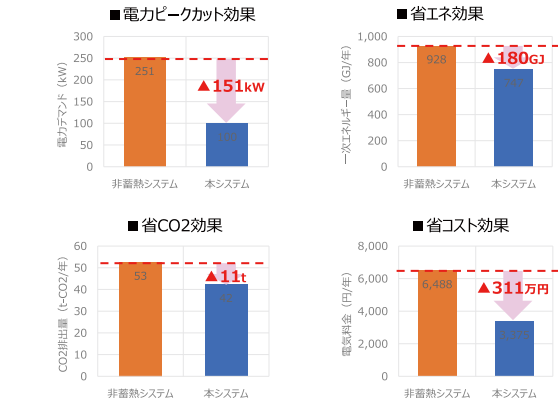 ■電力ピークカット効果
電力デマンド（kW）
300
250
200
150
100
50
0
251
▲151kW
非蓄熱システム
本システム
■省エネ効果
一次エネルギー量（GJ/年）
1,000
800
600
400
200
0
928
▲180GJ
非蓄熱システム
本システム
■省CO2効果
CO2排出量（t-CO2/年）
60
50
40
30
20
10
0
53
▲11t
非蓄熱システム
本システム
■省コスト効果
電気料金（円/年）
8,000
6,000
4,000
2,000
0
6,488
▲311万円
非蓄熱システム
本システム